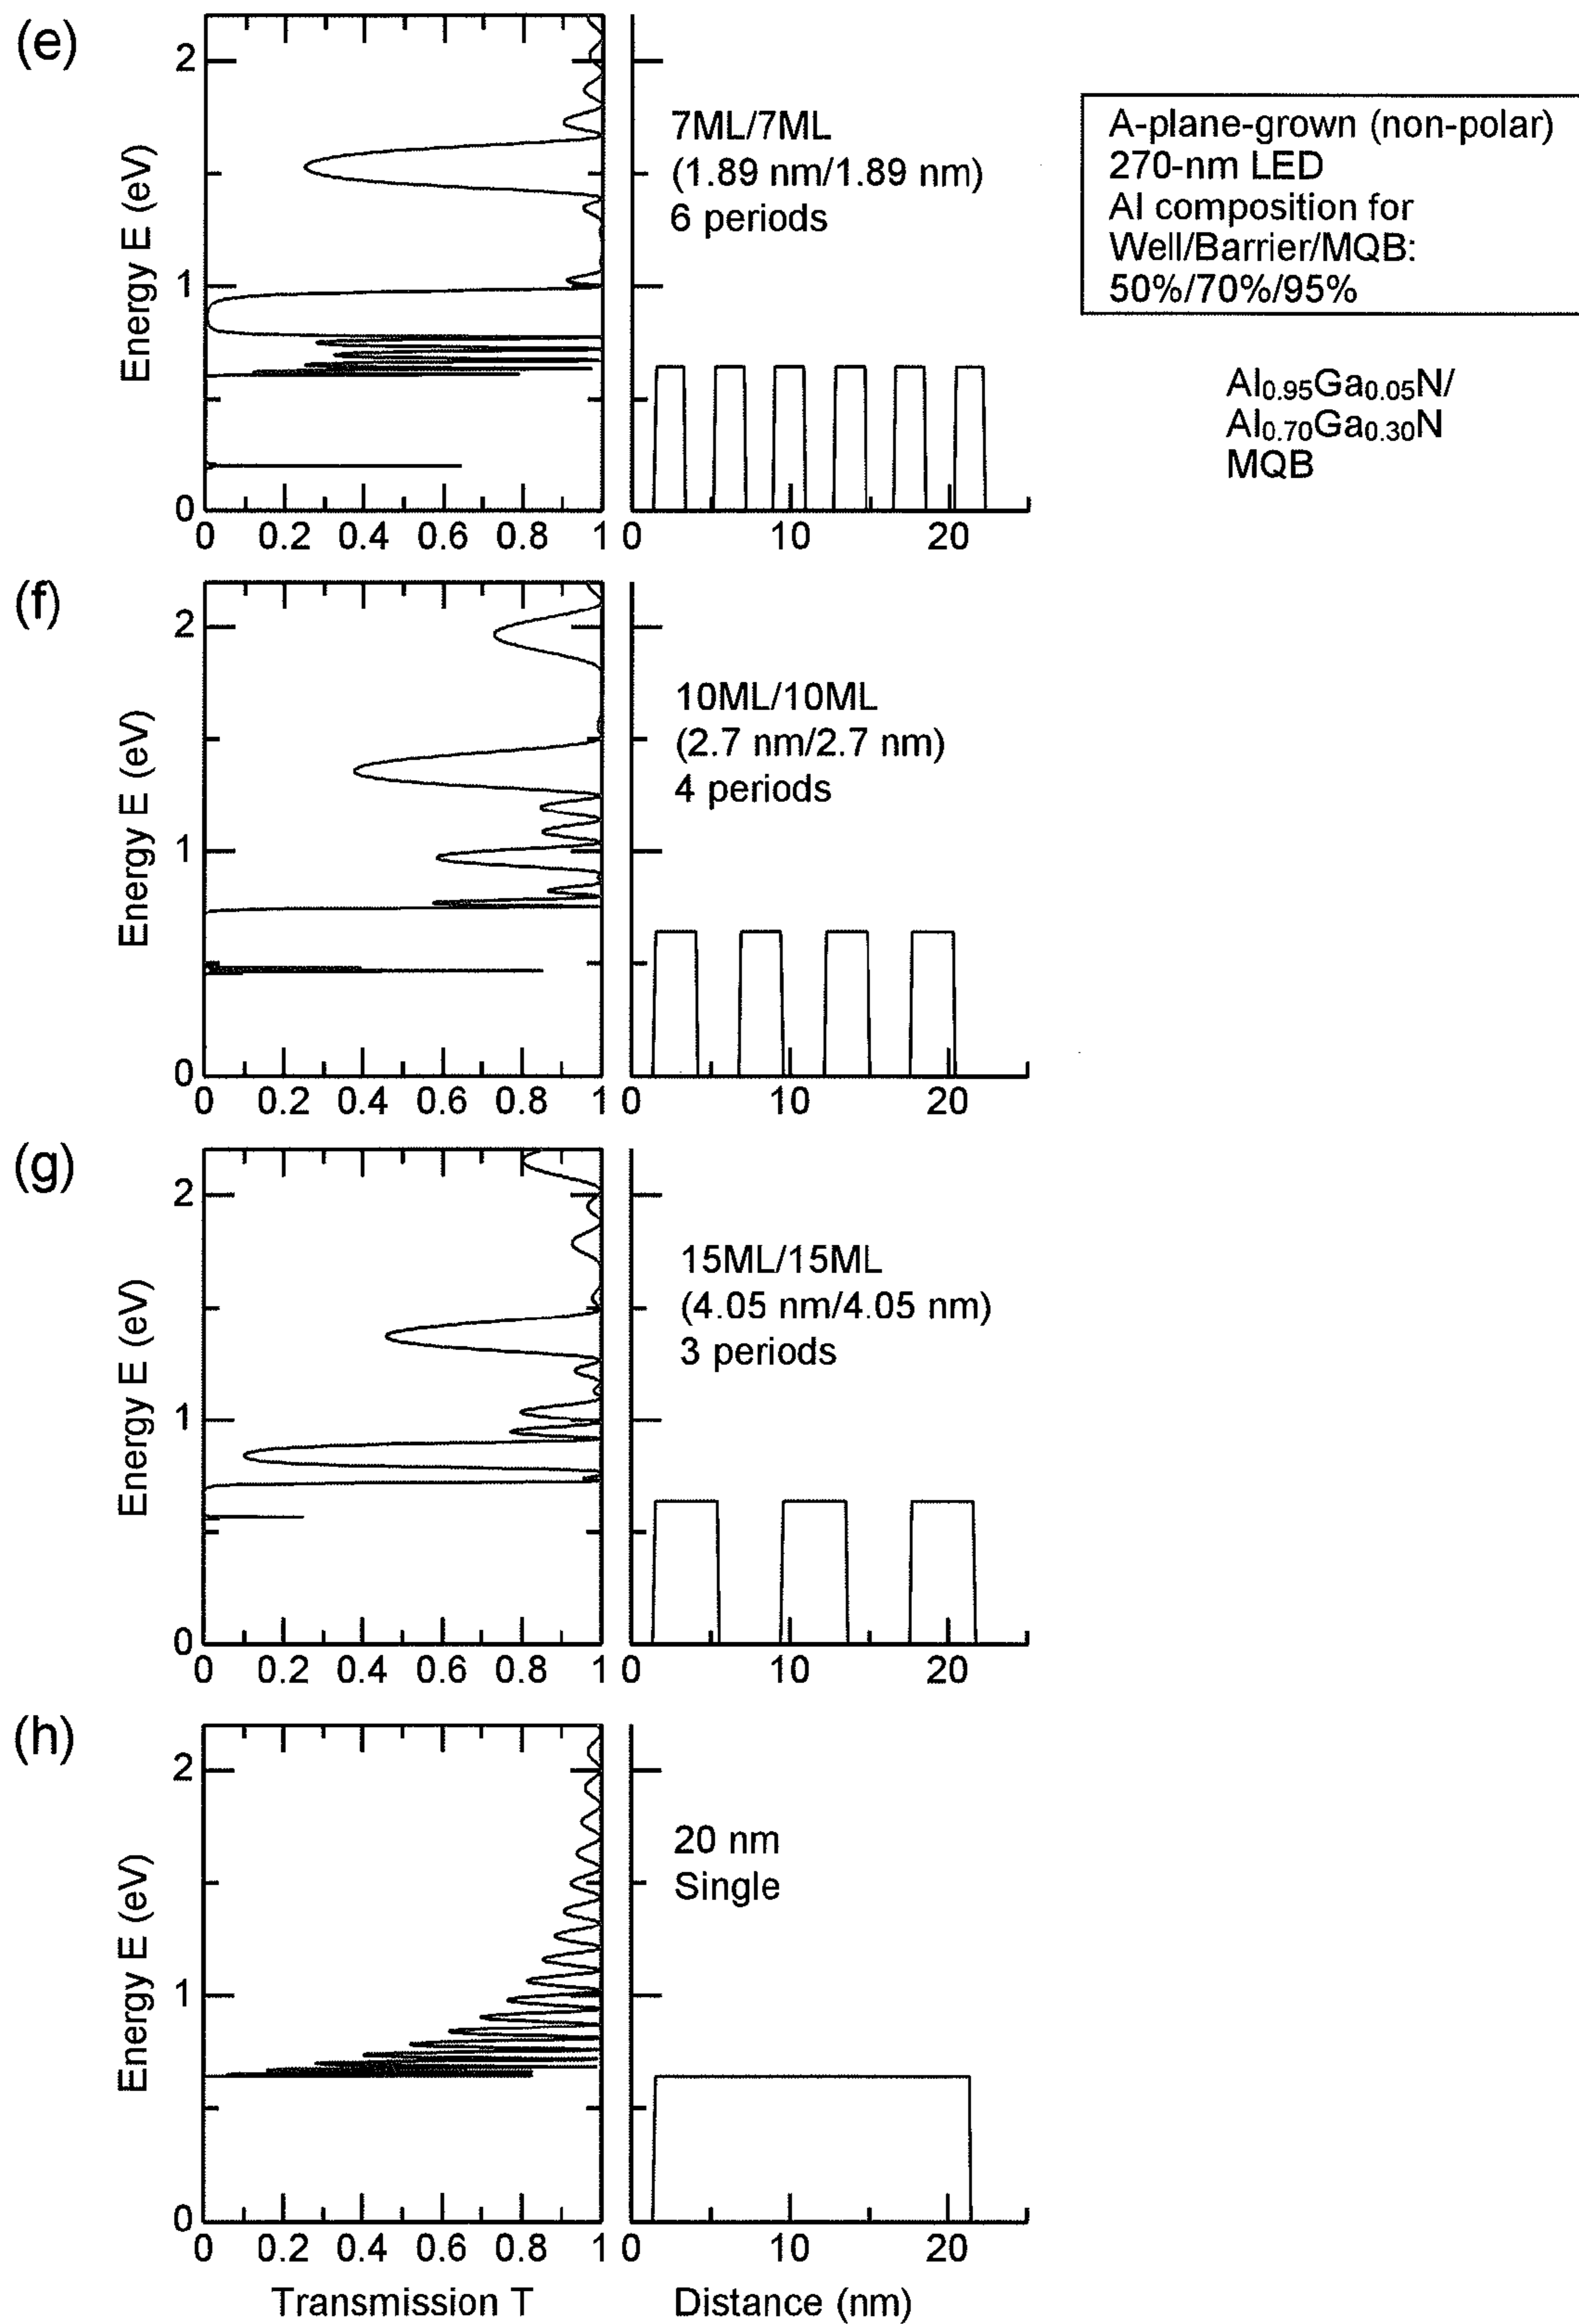 (e)
Energy E (eV)
2
1
0
0 0.2 0.4 0.6 0.8 1
7ML/7ML
(1.89 nm/1.89 nm)
6 periods
0 10 20
A-plane-grown (non-polar)
270-nm LED
Al composition for
Well/Barrier/MQB:
50%/70%/95%
Al0.95Ga0.05N/
Al0.70Ga0.30N
MQB
(f)
Energy E (eV)
2
1
0
0 0.2 0.4 0.6 0.8 1
10ML/10ML
(2.7 nm/2.7 nm)
4 periods
0 10 20
(g)
Energy E (eV)
2
1
0
0 0.2 0.4 0.6 0.8 1
15ML/15ML
(4.05 nm/4.05 nm)
3 periods
0 10 20
(h)
Energy E (eV)
2
1
0
0 0.2 0.4 0.6 0.8 1
20 nm
Single
0 10 20
Transmission T
Distance (nm)